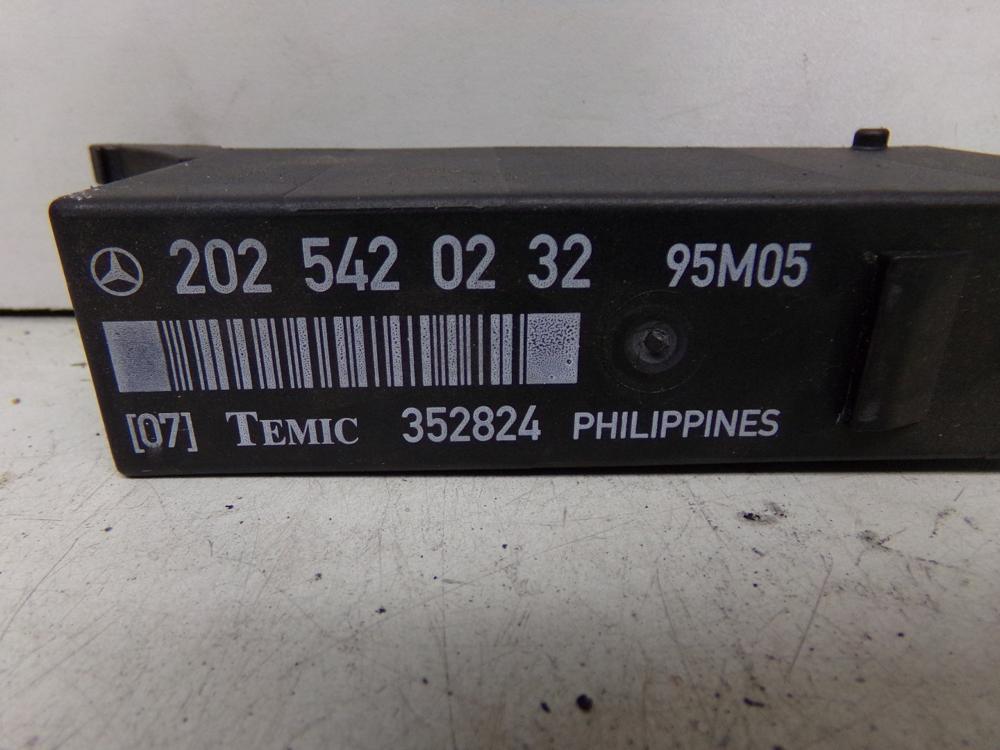 202 542 02 32 95M05
[07] TEMIC 352824 PHILIPPINES